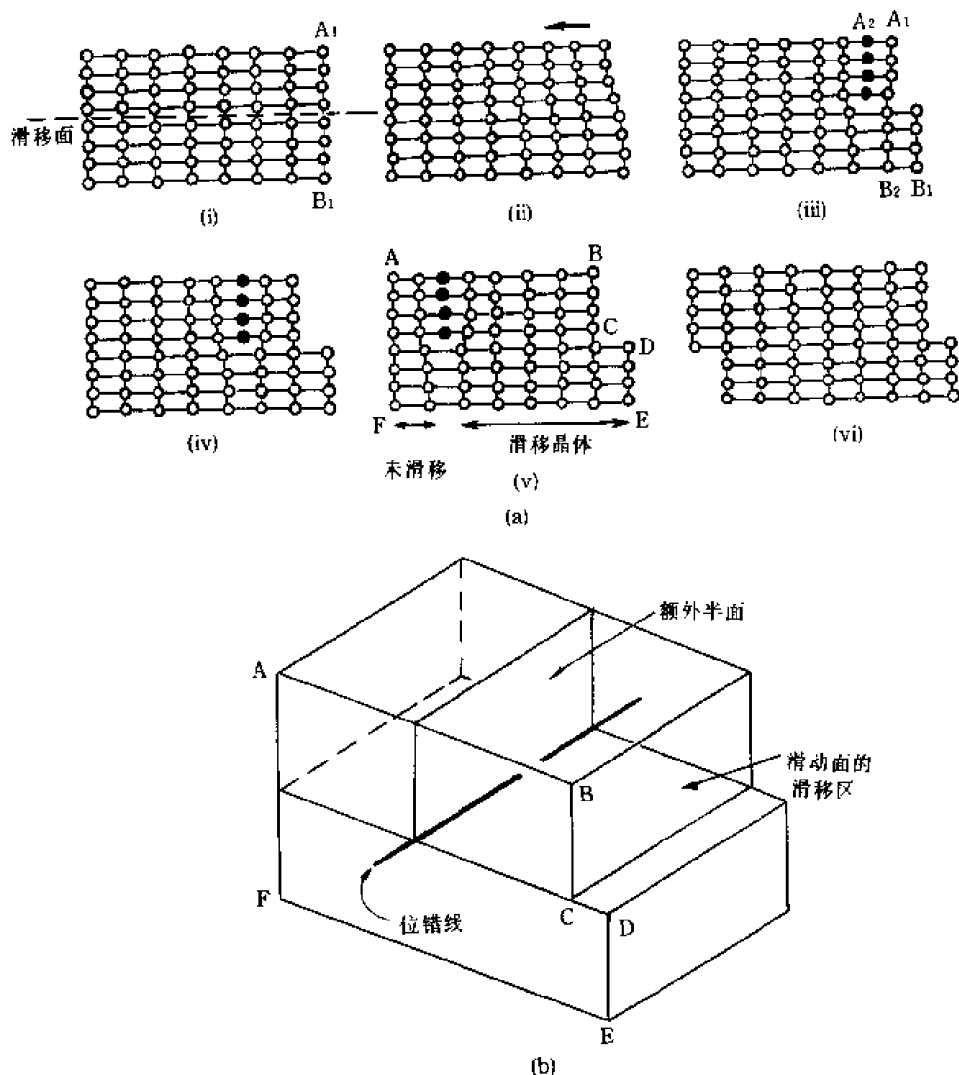 A₁
A₂ A₁
滑移面
B₁
B₂ B₁
(i)
(ii)
(iii)
A B
C
D
F E
未滑移
滑移晶体
(iv)
(v)
(vi)
(a)
额外半面
A
B
滑动面的
滑移区
F
C
D
位错线
E
(b)